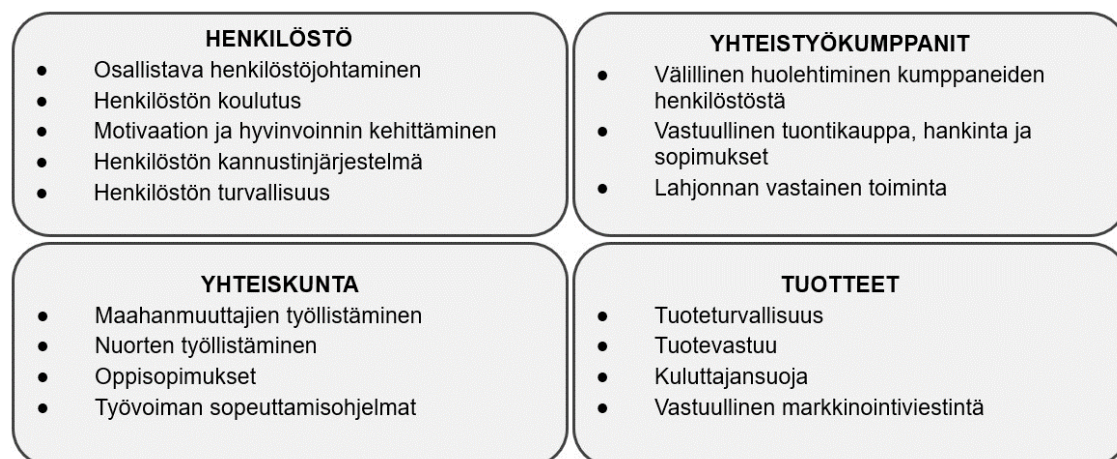 HENKILÖSTÖ
● Osallistava henkilöstöjohtaminen
● Henkilöstön koulutus
● Motivaation ja hyvinvoinnin kehittäminen
● Henkilöstön kannustinjärjestelmä
● Henkilöstön turvallisuus
YHTEISTYÖKUMPPANIT
● Välillinen huolehtiminen kumppaneiden
henkilöstöstä
● Vastuullinen tuontikauppa, hankinta ja
sopimukset
● Lahjonnan vastainen toiminta
YHTEISKUNTA
● Maahanmuuttajien työllistäminen
● Nuorten työllistäminen
● Oppisopimukset
● Työvoiman sopeuttamisohjelmat
TUOTTEET
● Tuoteturvallisuus
● Tuotevastuu
● Kuluttajansuoja
● Vastuullinen markkinointiviestintä